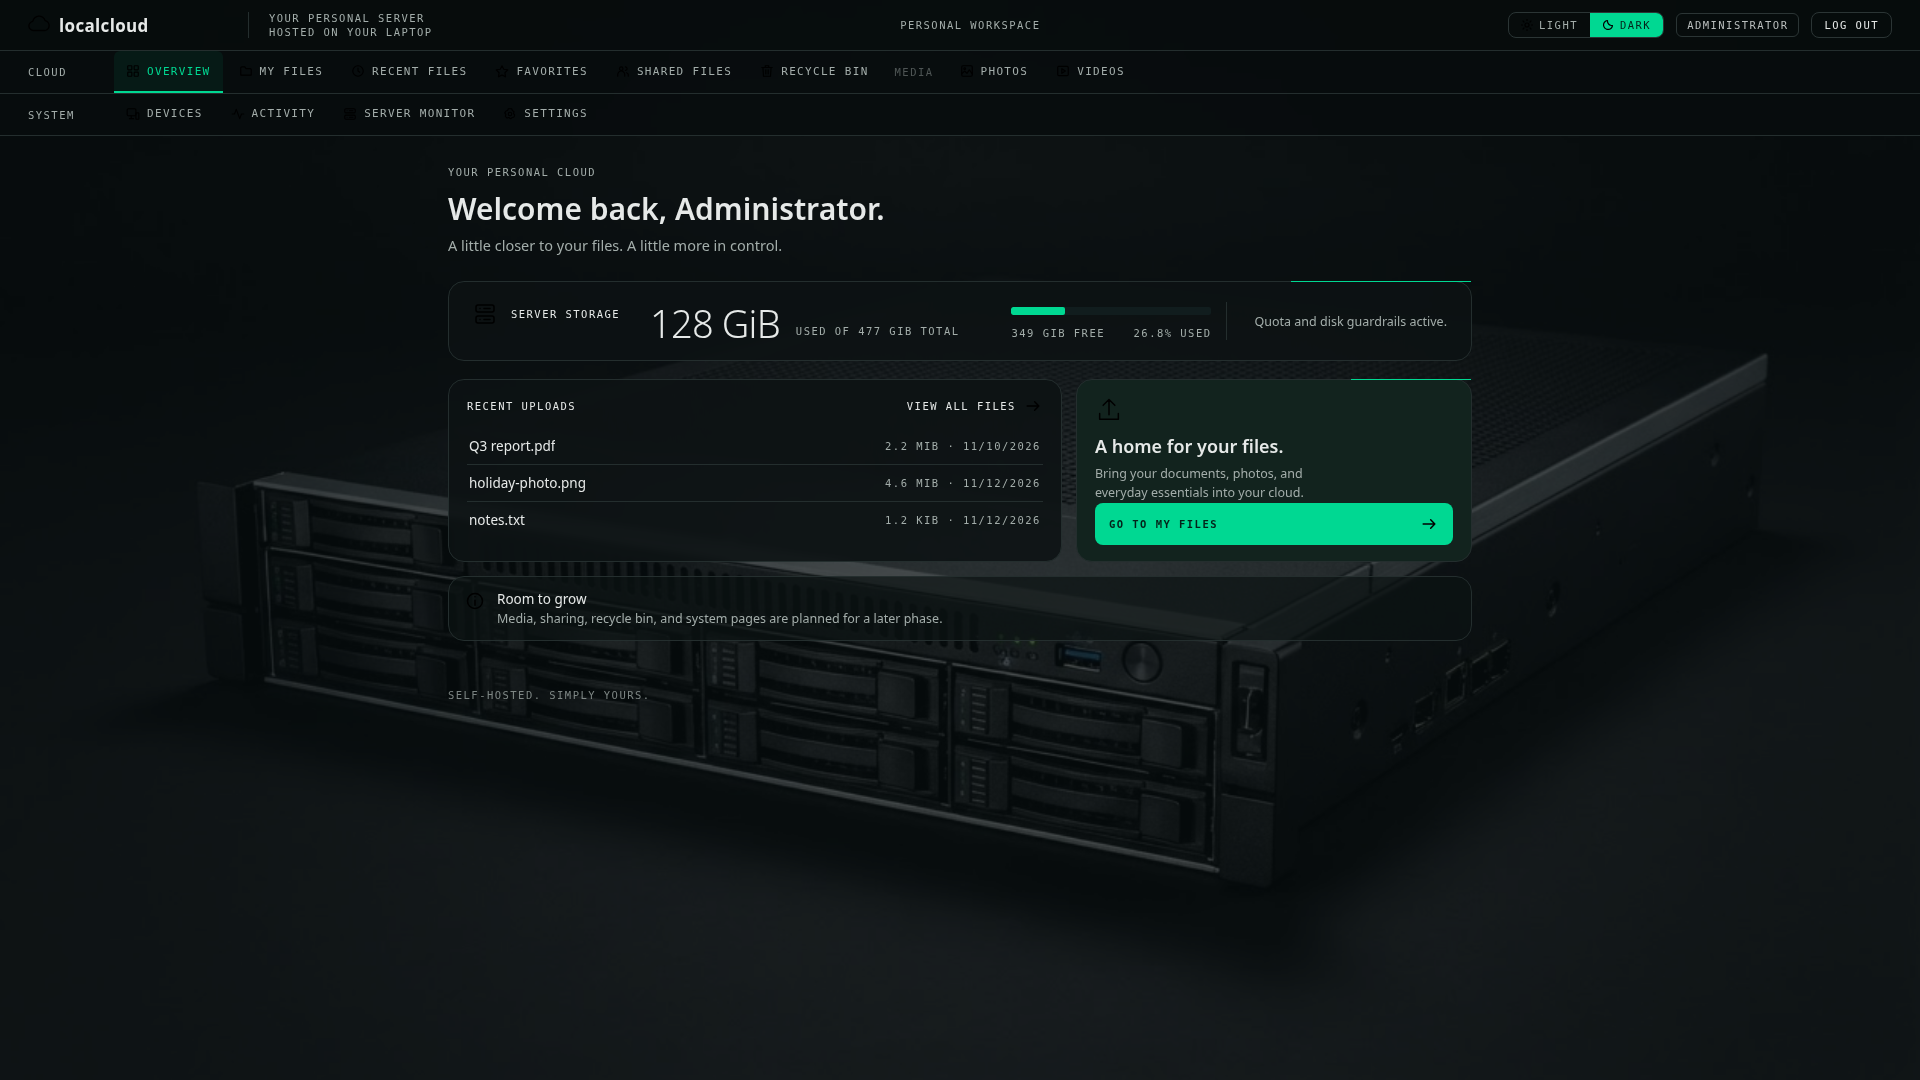 localcloud
YOUR PERSONAL SERVER
HOSTED ON YOUR LAPTOP
PERSONAL WORKSPACE
LIGHT
DARK
ADMINISTRATOR
LOG OUT
CLOUD
OVERVIEW
MY FILES
RECENT FILES
FAVORITES
SHARED FILES
RECYCLE BIN
MEDIA
PHOTOS
VIDEOS
SYSTEM
DEVICES
ACTIVITY
SERVER MONITOR
SETTINGS
YOUR PERSONAL CLOUD
Welcome back, Administrator.
A little closer to your files. A little more in control.
SERVER STORAGE
128 GiB
USED OF 477 GIB TOTAL
349 GIB FREE
26.8% USED
Quota and disk guardrails active.
RECENT UPLOADS
VIEW ALL FILES
Q3 report.pdf
2.2 MIB · 11/10/2026
holiday-photo.png
4.6 MIB · 11/12/2026
notes.txt
1.2 KIB · 11/12/2026
A home for your files.
Bring your documents, photos, and
everyday essentials into your cloud.
GO TO MY FILES
Room to grow
Media, sharing, recycle bin, and system pages are planned for a later phase.
SELF-HOSTED. SIMPLY YOURS.